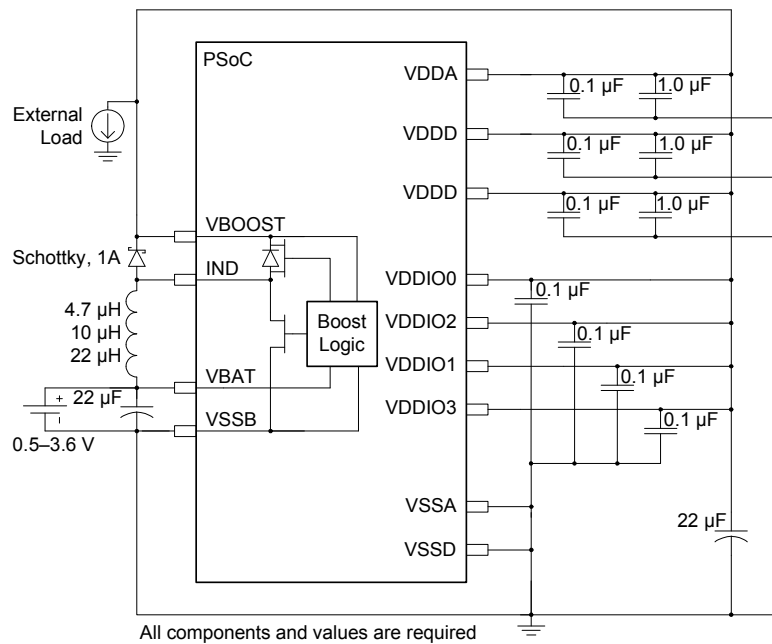 PSoC
VDDA
0.1 µF
1.0 µF
External
Load
VDDD
0.1 µF
1.0 µF
VDDD
0.1 µF
1.0 µF
VBOOST
Schottky, 1A
IND
VDDIO0
0.1 µF
4.7 µH
10 µH
22 µH
Boost
Logic
VDDIO2
0.1 µF
VDDIO1
0.1 µF
VBAT
22 µF
VDDIO3
0.1 µF
+
-
VSSB
0.5–3.6 V
VSSA
22 µF
VSSD
All components and values are required